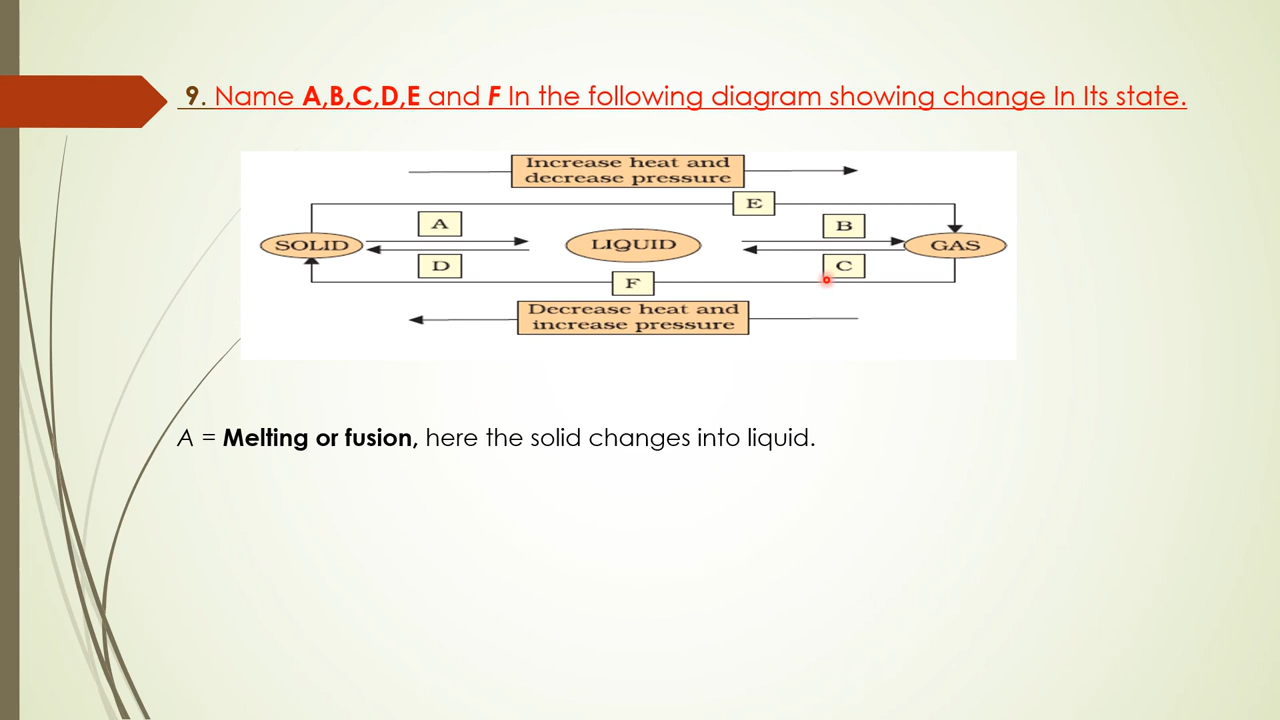 9. Name A,B,C,D,E and F In the following diagram showing change In Its state.
Increase heat and
decrease pressure
E
A
B
SOLID
LIQUID
GAS
D
C
F
Decrease heat and
increase pressure
A = Melting or fusion, here the solid changes into liquid.